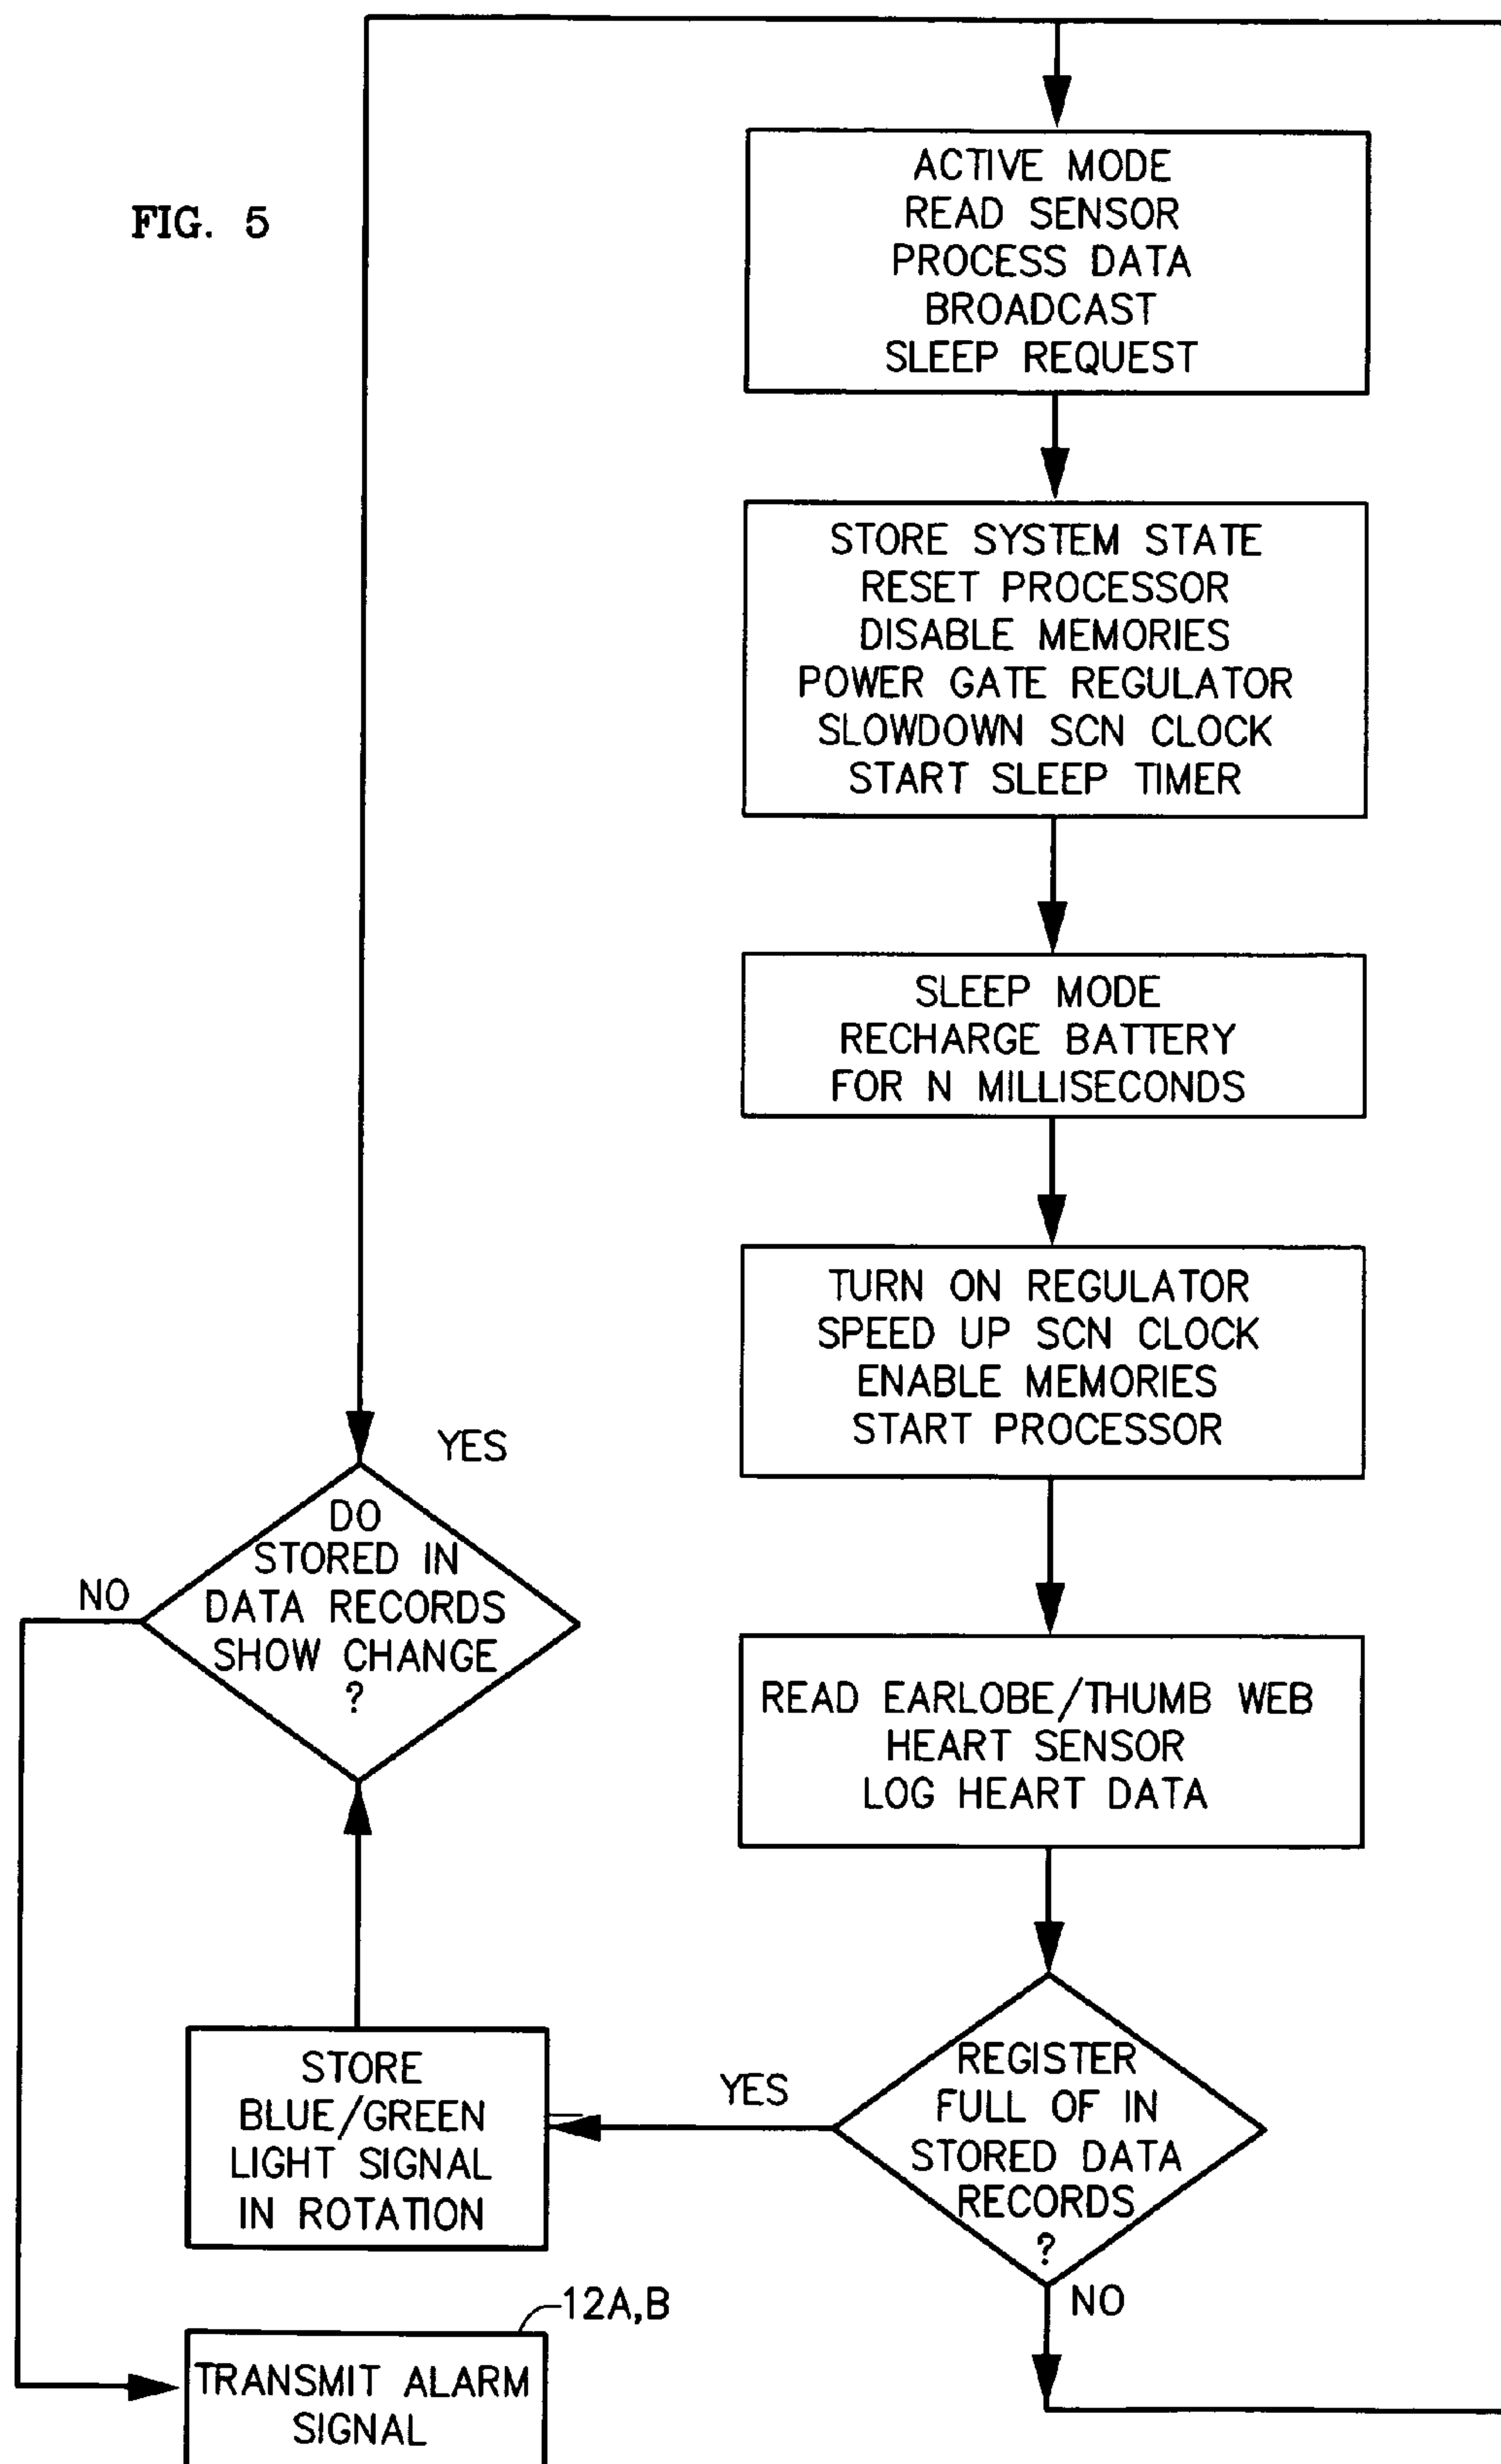 FIG. 5
ACTIVE MODE
READ SENSOR
PROCESS DATA
BROADCAST
SLEEP REQUEST
STORE SYSTEM STATE
RESET PROCESSOR
DISABLE MEMORIES
POWER GATE REGULATOR
SLOWDOWN SCN CLOCK
START SLEEP TIMER
SLEEP MODE
RECHARGE BATTERY
FOR N MILLISECONDS
TURN ON REGULATOR
SPEED UP SCN CLOCK
ENABLE MEMORIES
START PROCESSOR
READ EARLOBE/THUMB WEB
HEART SENSOR
LOG HEART DATA
REGISTER
FULL OF IN
STORED DATA
RECORDS
?
NO
YES
STORE
BLUE/GREEN
LIGHT SIGNAL
IN ROTATION
YES
DO
STORED IN
DATA RECORDS
SHOW CHANGE
?
NO
12A,B
TRANSMIT ALARM
SIGNAL